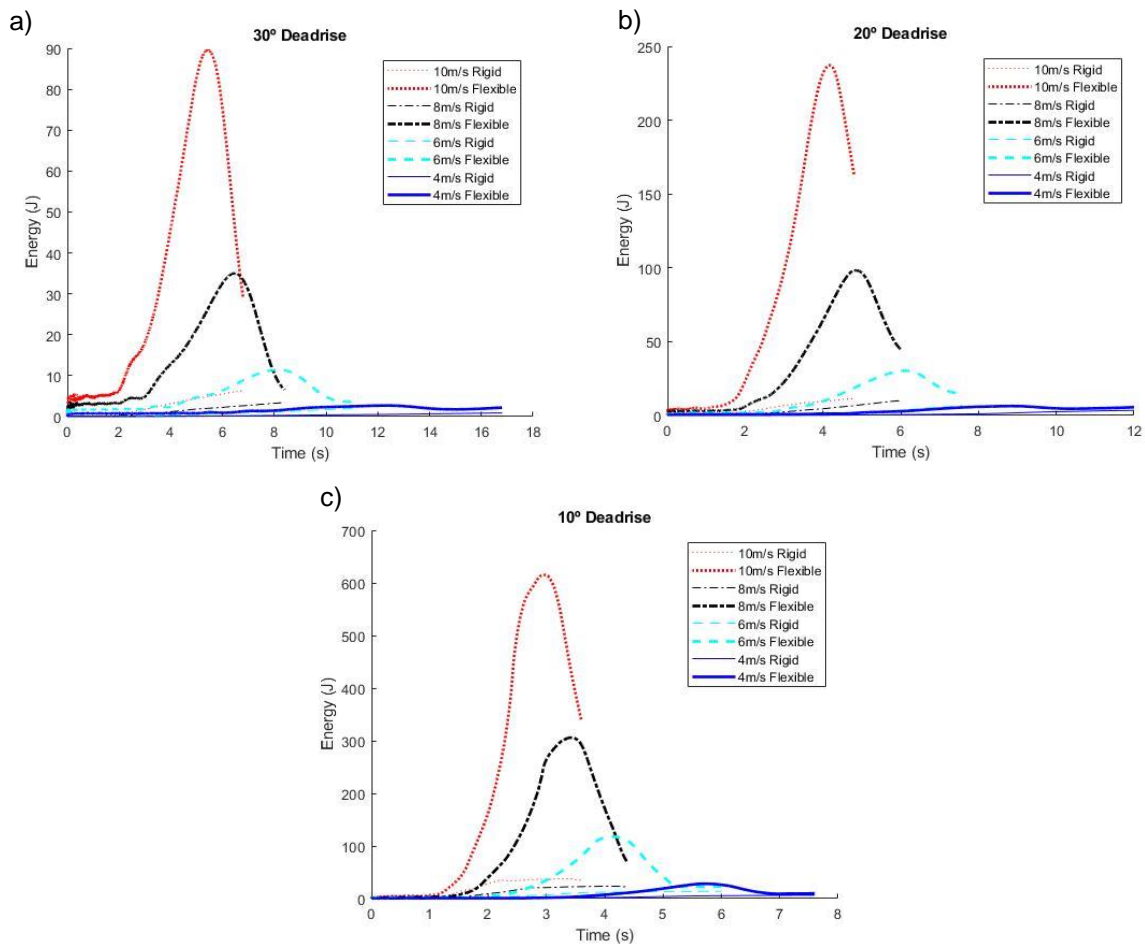 a)
30º Deadrise
90
80
70
60
50
40
30
20
10
0
Energy (J)
0 2 4 6 8 10 12 14 16 18
Time (s)
10m/s Rigid
10m/s Flexible
8m/s Rigid
8m/s Flexible
6m/s Rigid
6m/s Flexible
4m/s Rigid
4m/s Flexible
b)
20º Deadrise
250
200
150
100
50
0
Energy (J)
0 2 4 6 8 10 12
Time (s)
10m/s Rigid
10m/s Flexible
8m/s Rigid
8m/s Flexible
6m/s Rigid
6m/s Flexible
4m/s Rigid
4m/s Flexible
c)
10º Deadrise
700
600
500
400
300
200
100
0
Energy (J)
0 1 2 3 4 5 6 7 8
Time (s)
10m/s Rigid
10m/s Flexible
8m/s Rigid
8m/s Flexible
6m/s Rigid
6m/s Flexible
4m/s Rigid
4m/s Flexible